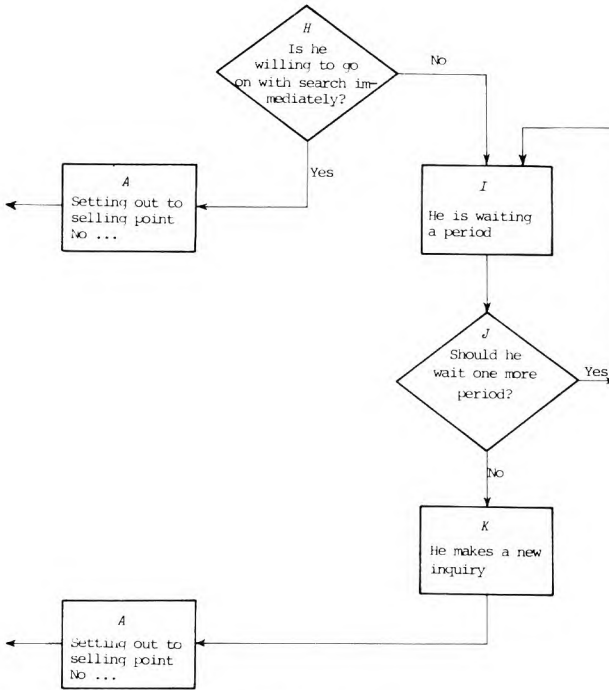 H
Is he
willing to go
on with search im-
mediately?
No
Yes
A
Setting out to
selling point
No ...
I
He is waiting
a period
J
Should he
wait one more
period?
Yes
No
K
He makes a new
inquiry
A
Setting out to
selling point
No ...